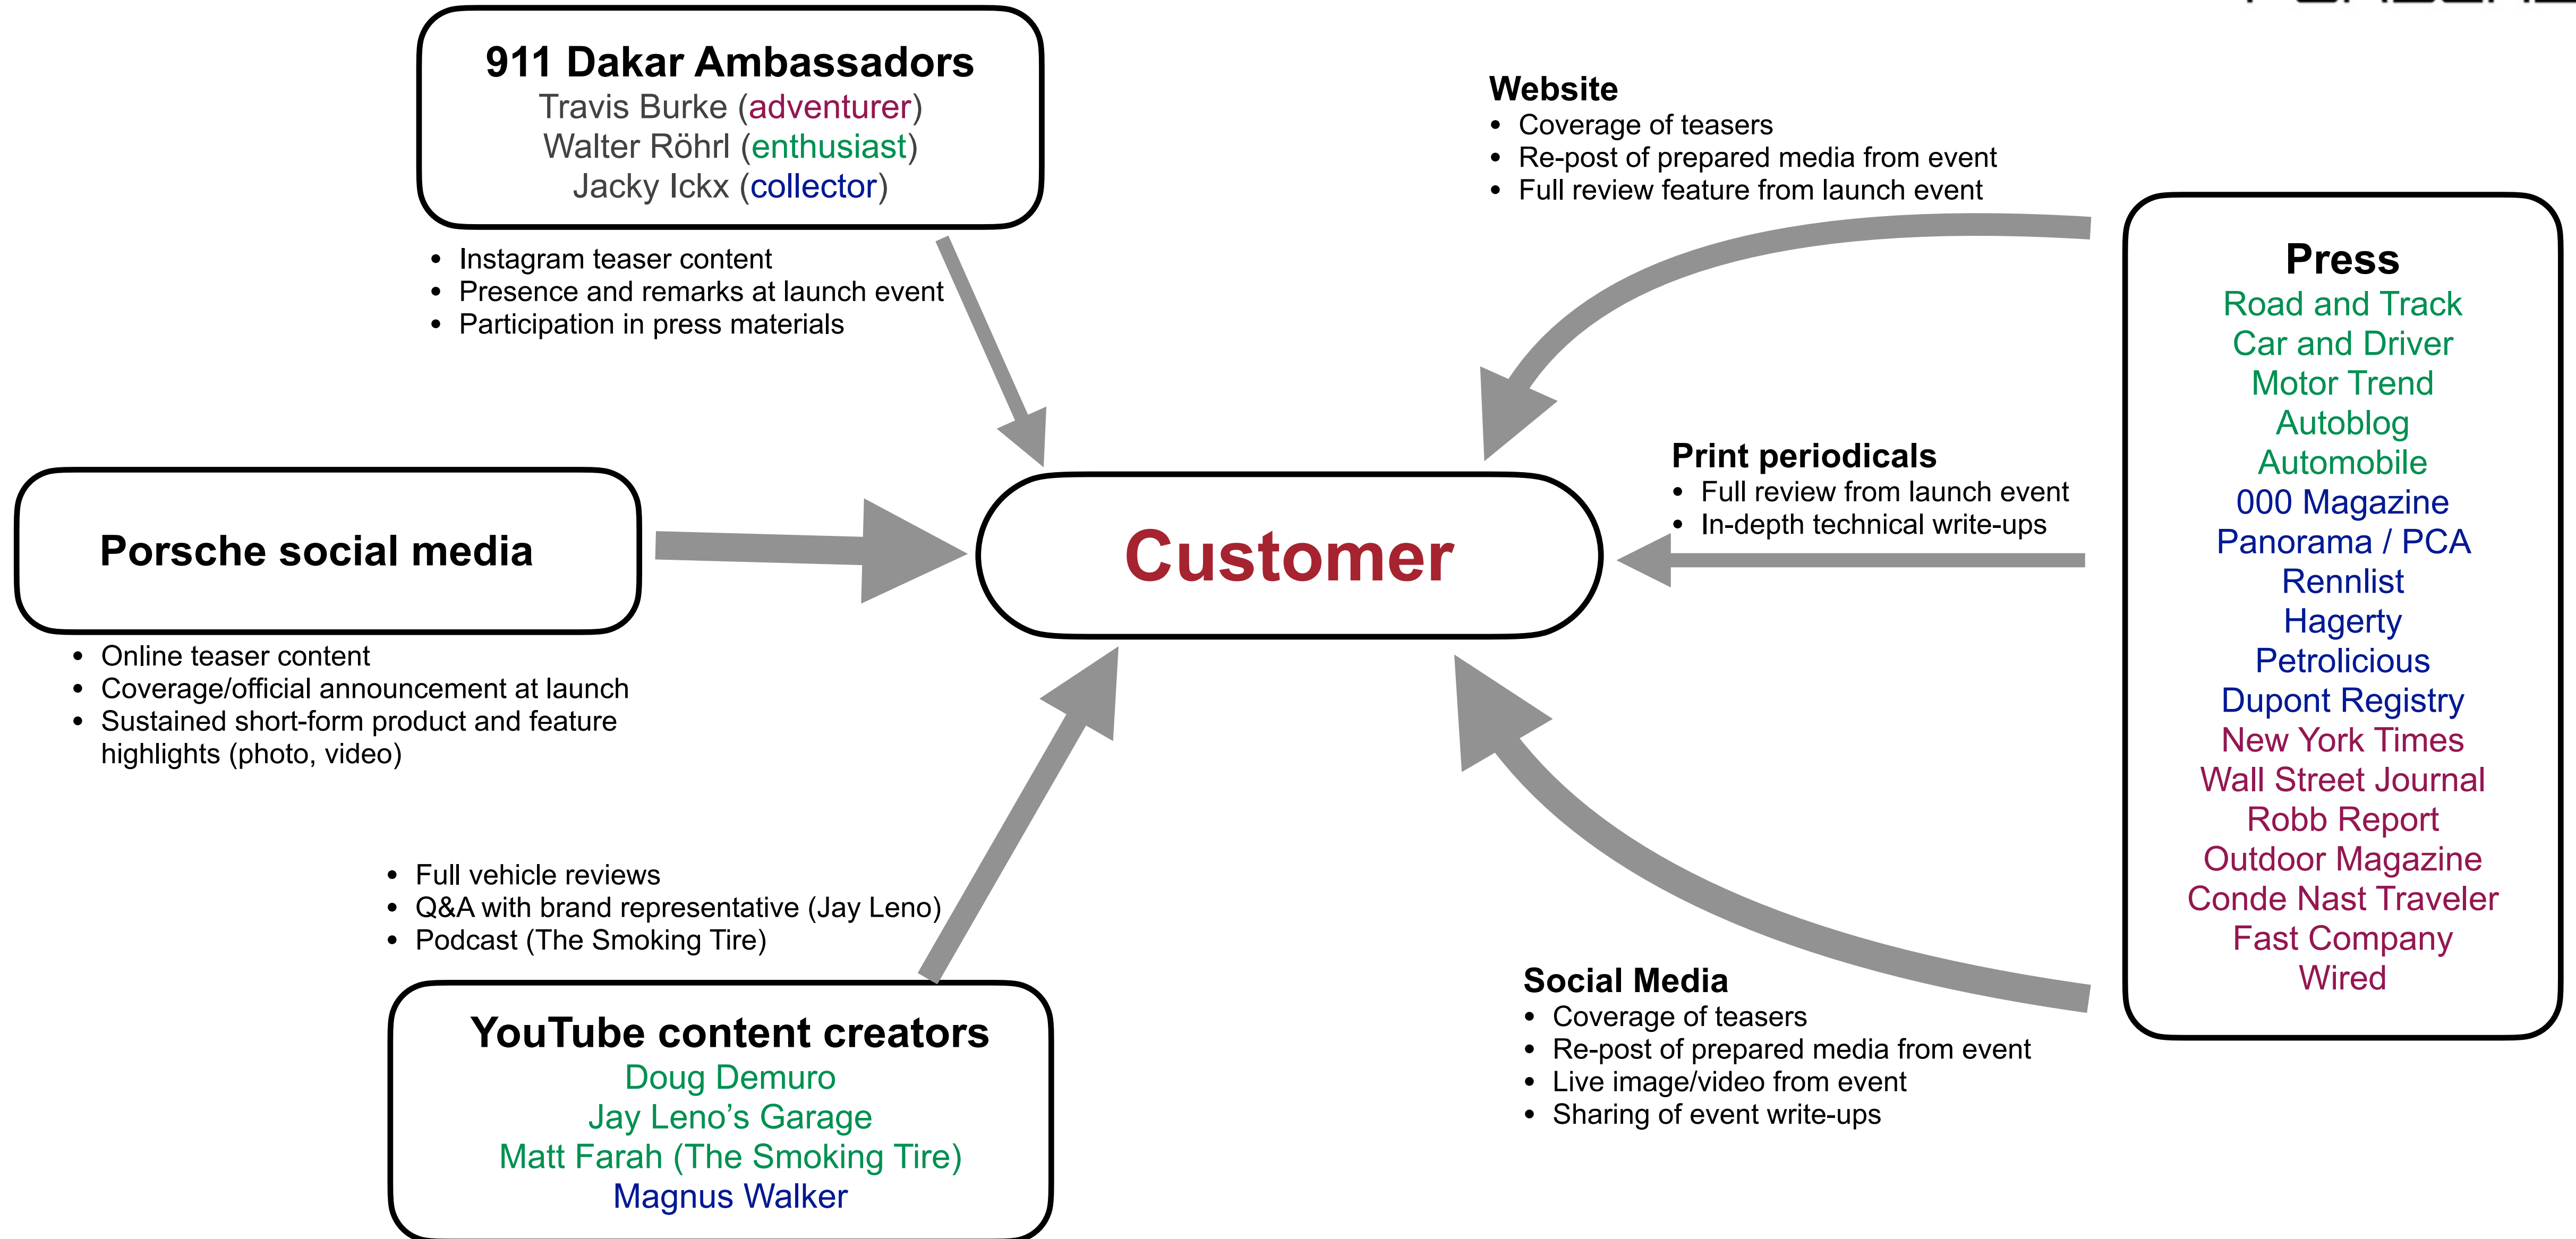 911 Dakar Ambassadors
Travis Burke (adventurer)
Walter Röhrl (enthusiast)
Jacky Ickx (collector)
• Instagram teaser content
• Presence and remarks at launch event
• Participation in press materials
Porsche social media
• Online teaser content
• Coverage/official announcement at launch
• Sustained short-form product and feature
highlights (photo, video)
• Full vehicle reviews
• Q&A with brand representative (Jay Leno)
• Podcast (The Smoking Tire)
YouTube content creators
Doug Demuro
Jay Leno’s Garage
Matt Farah (The Smoking Tire)
Magnus Walker
Customer
Website
• Coverage of teasers
• Re-post of prepared media from event
• Full review feature from launch event
Print periodicals
• Full review from launch event
• In-depth technical write-ups
Social Media
• Coverage of teasers
• Re-post of prepared media from event
• Live image/video from event
• Sharing of event write-ups
Press
Road and Track
Car and Driver
Motor Trend
Autoblog
Automobile
000 Magazine
Panorama / PCA
Rennlist
Hagerty
Petrolicious
Dupont Registry
New York Times
Wall Street Journal
Robb Report
Outdoor Magazine
Conde Nast Traveler
Fast Company
Wired